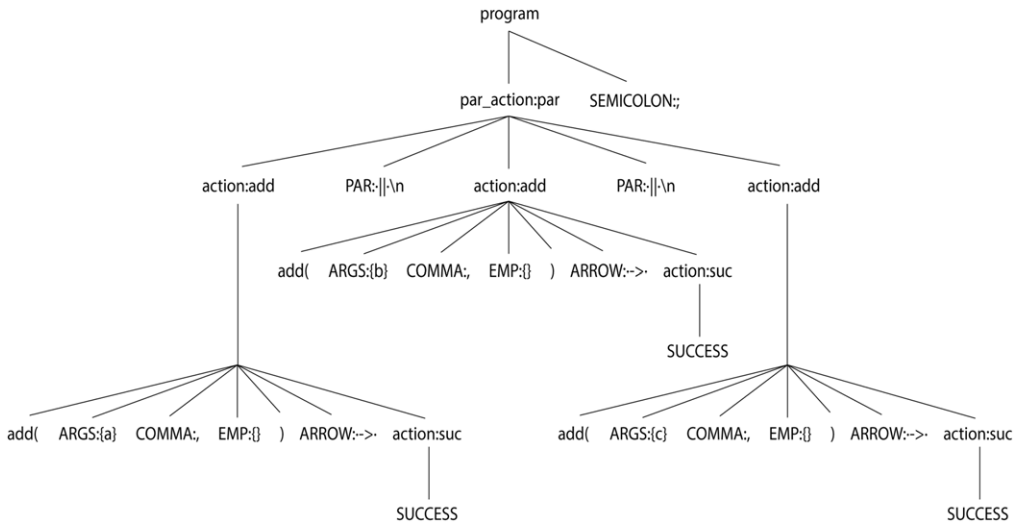 program
par_action:par SEMICOLON:;
action:add PAR:·||·\n action:add PAR:·||·\n action:add
add( ARGS:{b} COMMA:, EMP:{} ) ARROW:·->· action:suc
SUCCESS
add( ARGS:{a} COMMA:, EMP:{} ) ARROW:·->· action:suc add( ARGS:{c} COMMA:, EMP:{} ) ARROW:·->· action:suc
SUCCESS SUCCESS